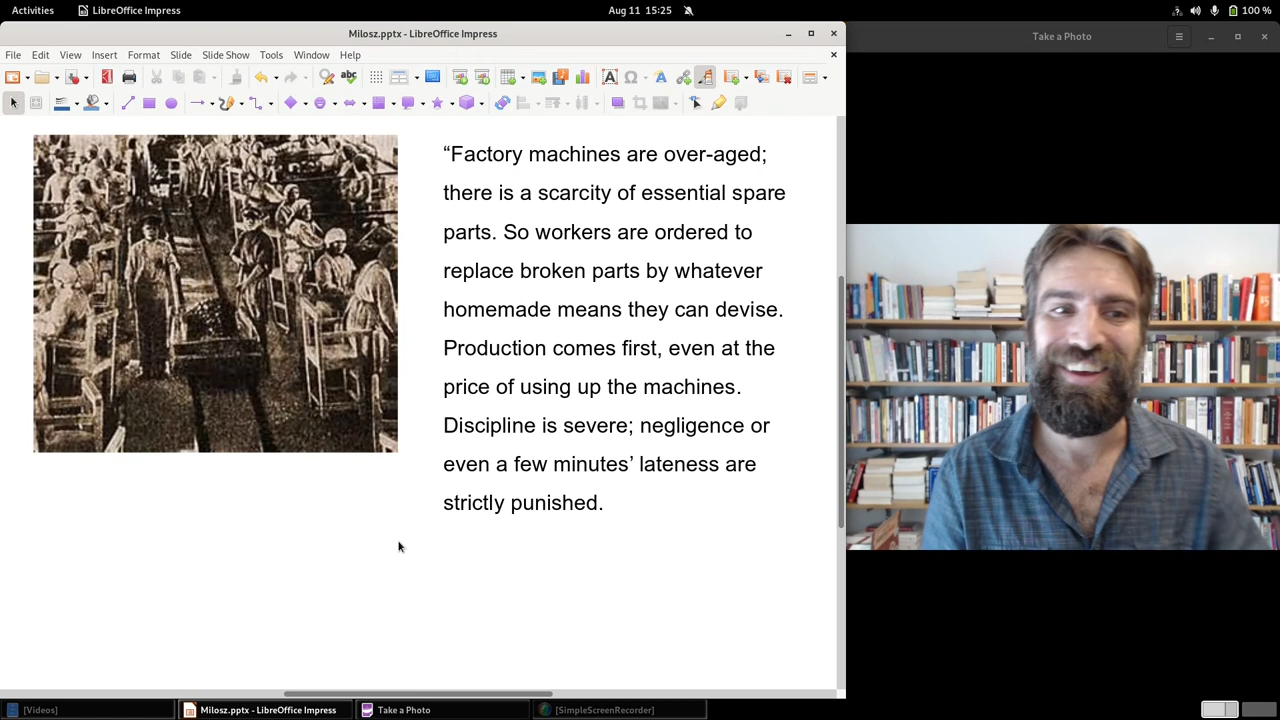 Activities
LibreOffice Impress
Aug 11 15:25
100 %
Milosz.pptx - LibreOffice Impress
Take a Photo
File Edit View Insert Format Slide Slide Show Tools Window Help
“Factory machines are over-aged;
there is a scarcity of essential spare
parts. So workers are ordered to
replace broken parts by whatever
homemade means they can devise.
Production comes first, even at the
price of using up the machines.
Discipline is severe; negligence or
even a few minutes’ lateness are
strictly punished.
[Videos]
Milosz.pptx - LibreOffice Impress
Take a Photo
[SimpleScreenRecorder]